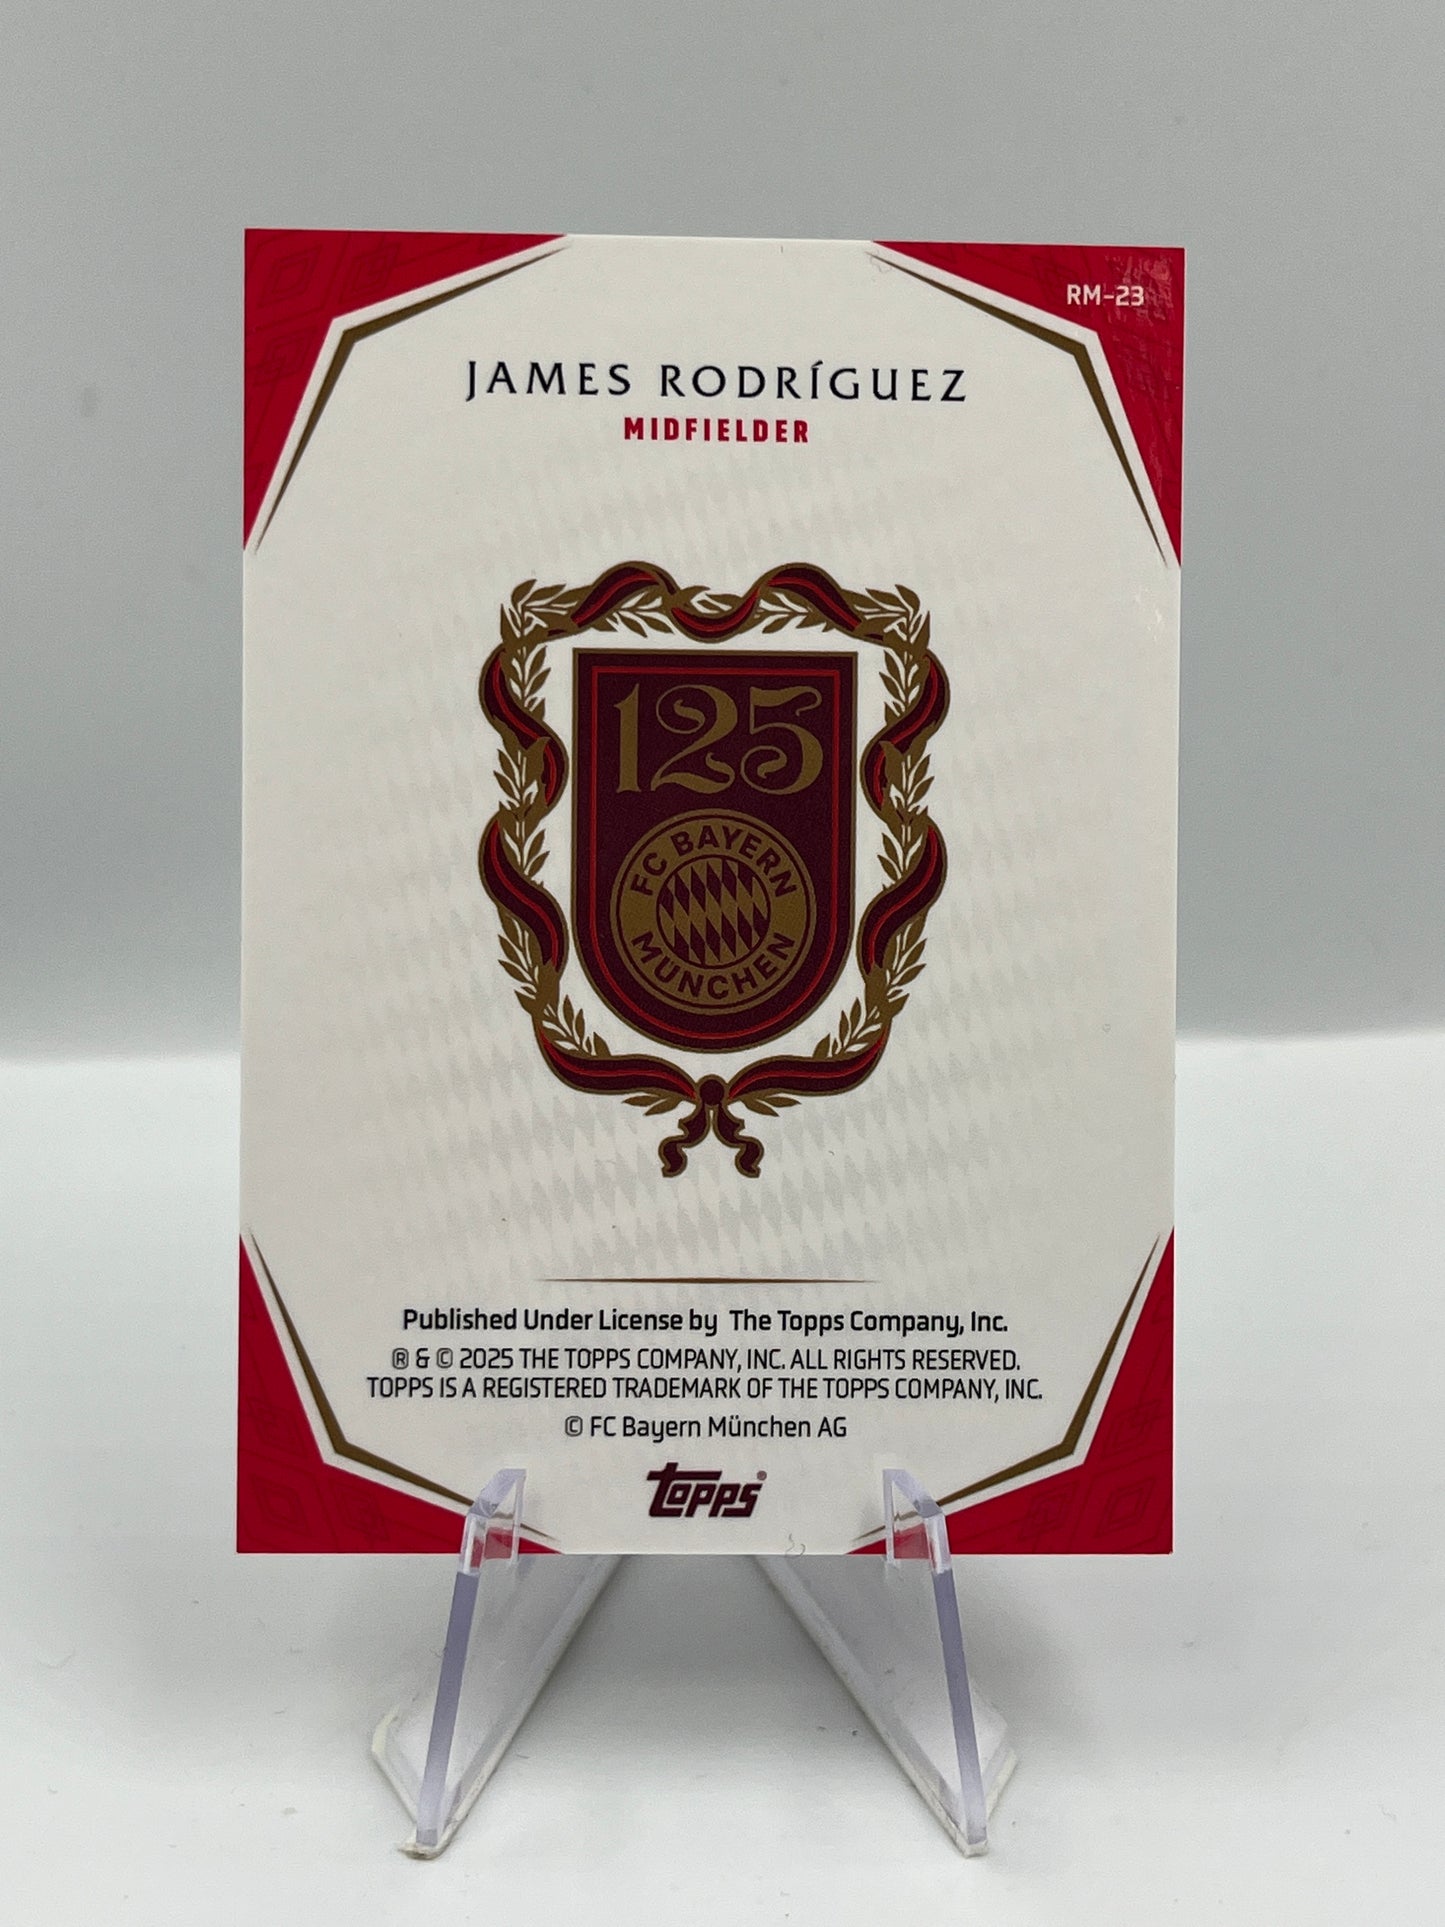 RM-23
JAMES RODRÍGUEZ
MIDFIELDER
125
FC BAYERN
MÜNCHEN
Published Under License by The Topps Company, Inc.
® & © 2025 THE TOPPS COMPANY, INC. ALL RIGHTS RESERVED.
TOPPS IS A REGISTERED TRADEMARK OF THE TOPPS COMPANY, INC.
© FC Bayern München AG
topps®